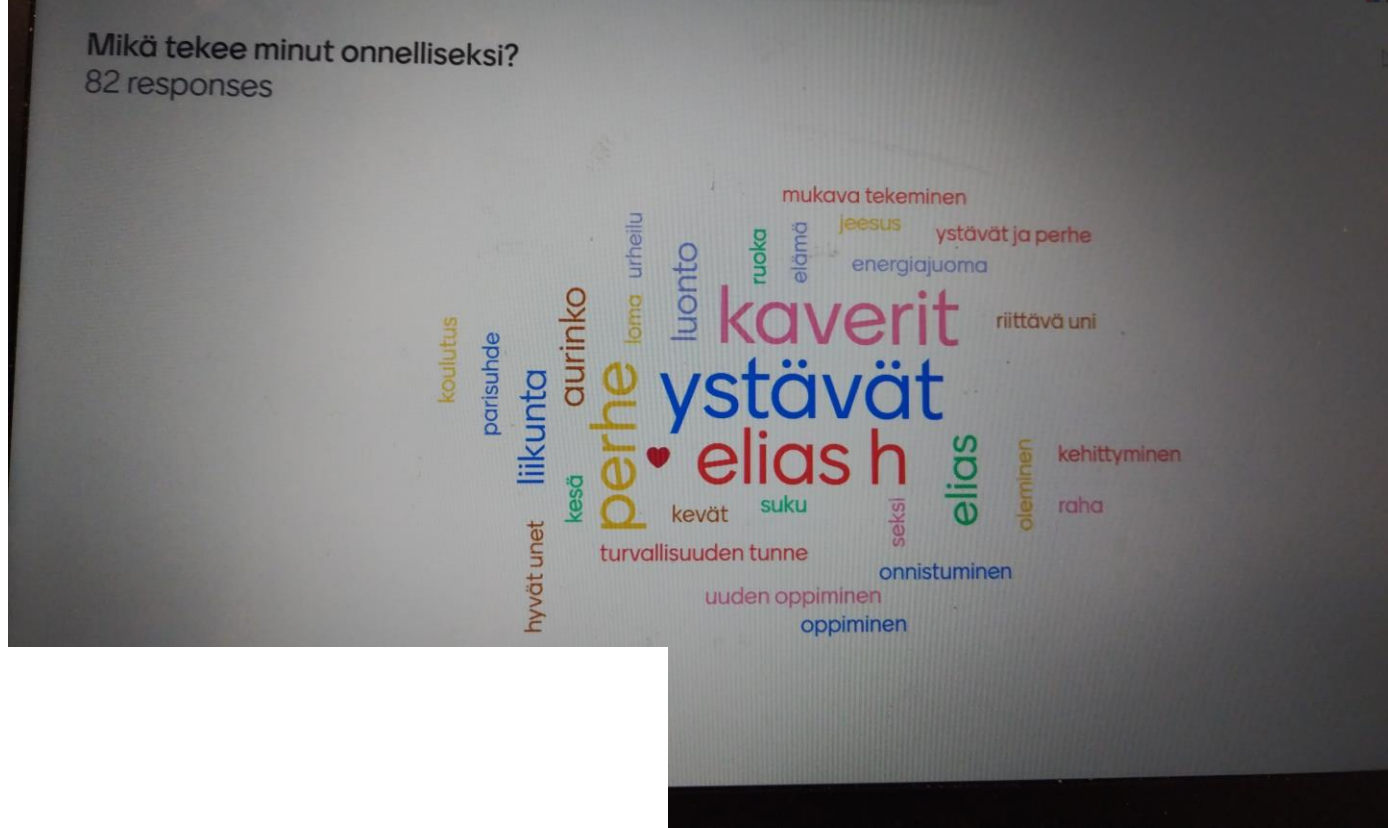 Mikä tekee minut onnelliseksi?
82 responses
mukava tekeminen
jeesus
ystävät ja perhe
energiajuoma
elämä
ruoka
urheilu
luonto
loma
kaverit
riittävä uni
aurinko
koulutus
parisuhde
liikunta
perhe
ystävät
elias h
elias
oleminen
kehittyminen
raha
kesä
kevät
suku
seksi
hyvät unet
turvallisuuden tunne
onnistuminen
uuden oppiminen
oppiminen